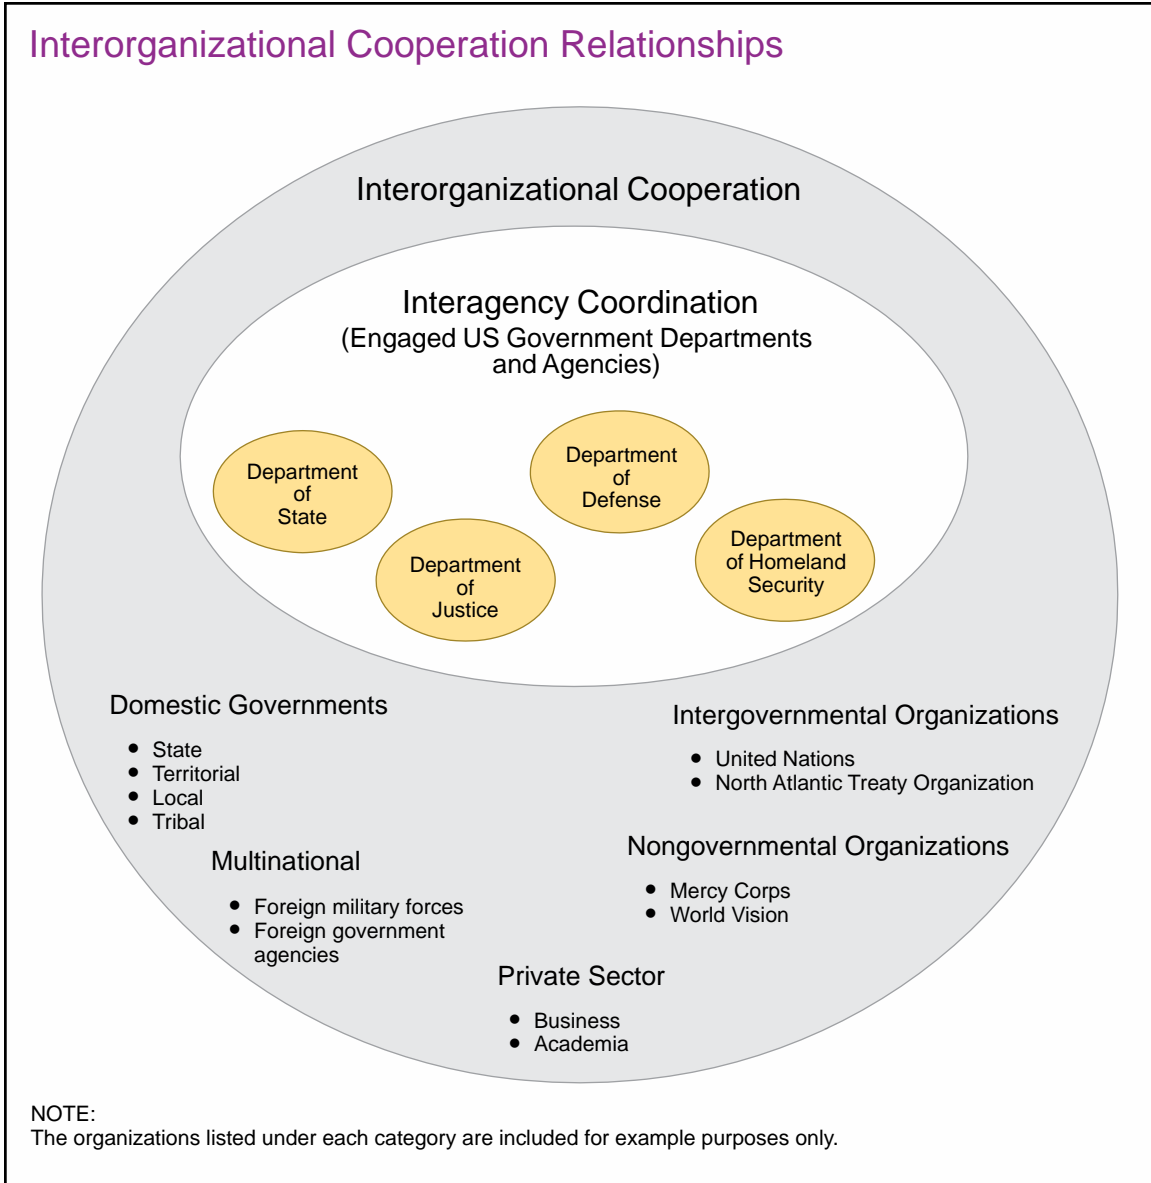 Interorganizational Cooperation Relationships
Interorganizational Cooperation
Interagency Coordination
(Engaged US Government Departments
and Agencies)
Department
of
State
Department
of
Justice
Department
of
Defense
Department
of Homeland
Security
Domestic Governments
● State
● Territorial
● Local
● Tribal
Multinational
● Foreign military forces
● Foreign government
agencies
Intergovernmental Organizations
● United Nations
● North Atlantic Treaty Organization
Nongovernmental Organizations
● Mercy Corps
● World Vision
Private Sector
● Business
● Academia
NOTE:
The organizations listed under each category are included for example purposes only.